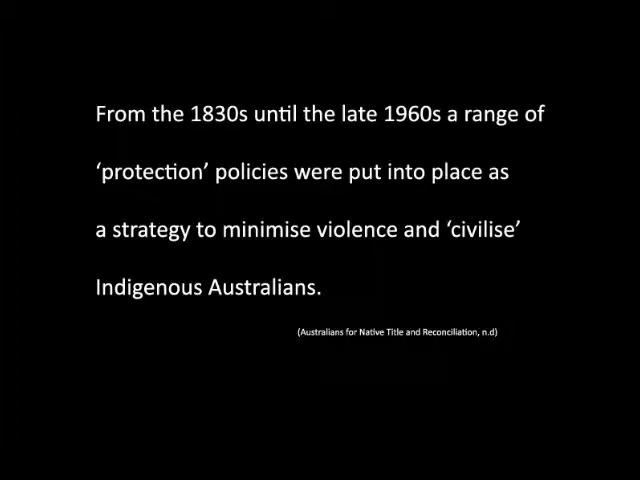 From the 1830s until the late 1960s a range of
‘protection’ policies were put into place as
a strategy to minimise violence and ‘civilise’
Indigenous Australians.
(Australians for Native Title and Reconciliation, n.d)